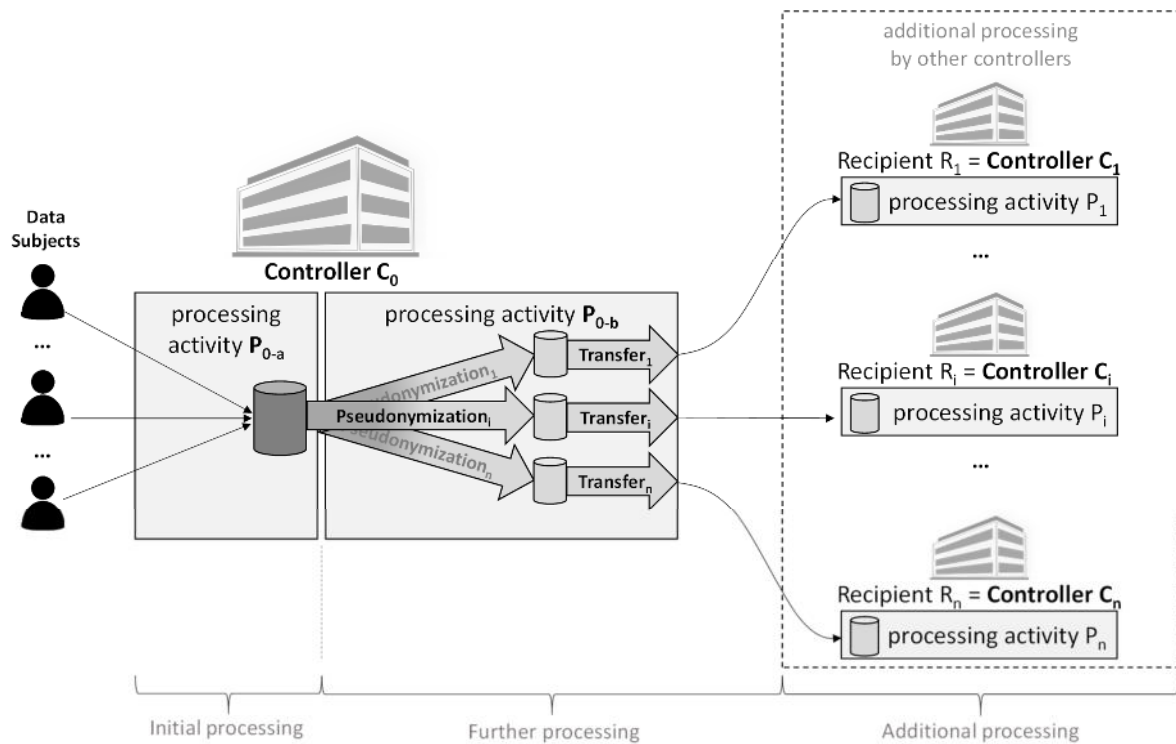 additional processing
by other controllers
Recipient R₁ = Controller C₁
processing activity P₁
...
Data
Subjects
...
...
Controller C₀
processing
activity P₀₋ₐ
processing activity P₀₋b
Pseudonymization₁
Transfer₁
Pseudonymizationᵢ
Transferᵢ
Pseudonymizationₙ
Transferₙ
Recipient Rᵢ = Controller Cᵢ
processing activity Pᵢ
...
Recipient Rₙ = Controller Cₙ
processing activity Pₙ
Initial processing
Further processing
Additional processing